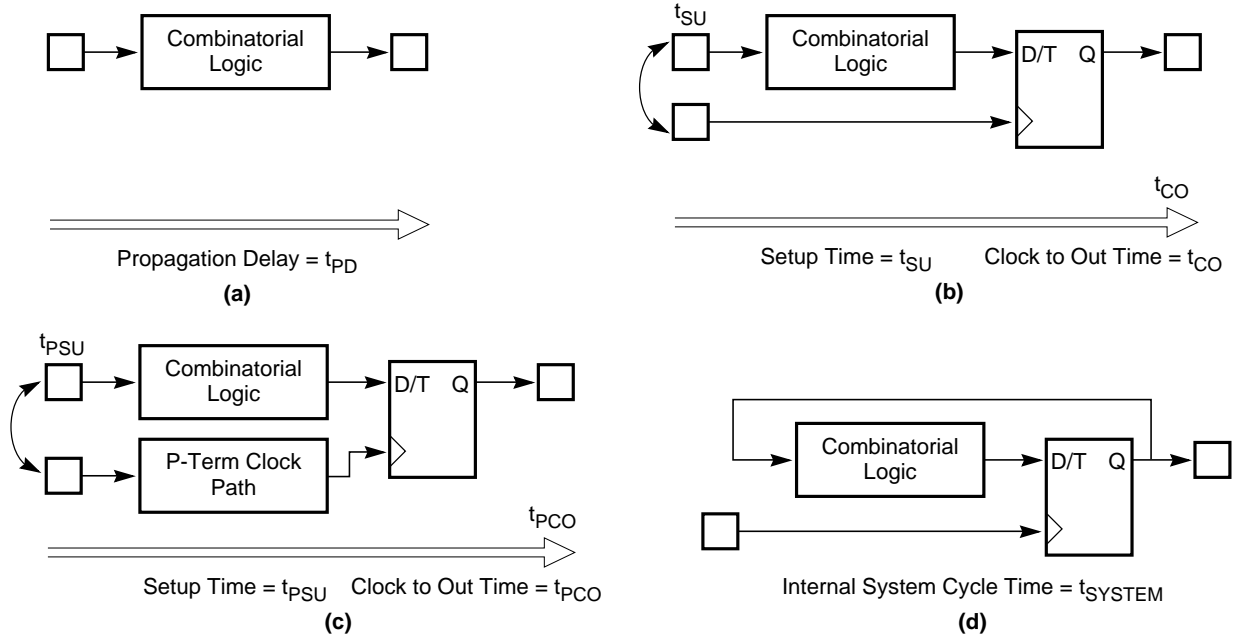 Combinatorial
Logic
Propagation Delay = tPD
(a)
tSU
Combinatorial
Logic
D/T Q
tCO
Setup Time = tSU Clock to Out Time = tCO
(b)
tPSU
Combinatorial
Logic
D/T Q
P-Term Clock
Path
tPCO
Setup Time = tPSU Clock to Out Time = tPCO
(c)
Combinatorial
Logic
D/T Q
Internal System Cycle Time = tSYSTEM
(d)